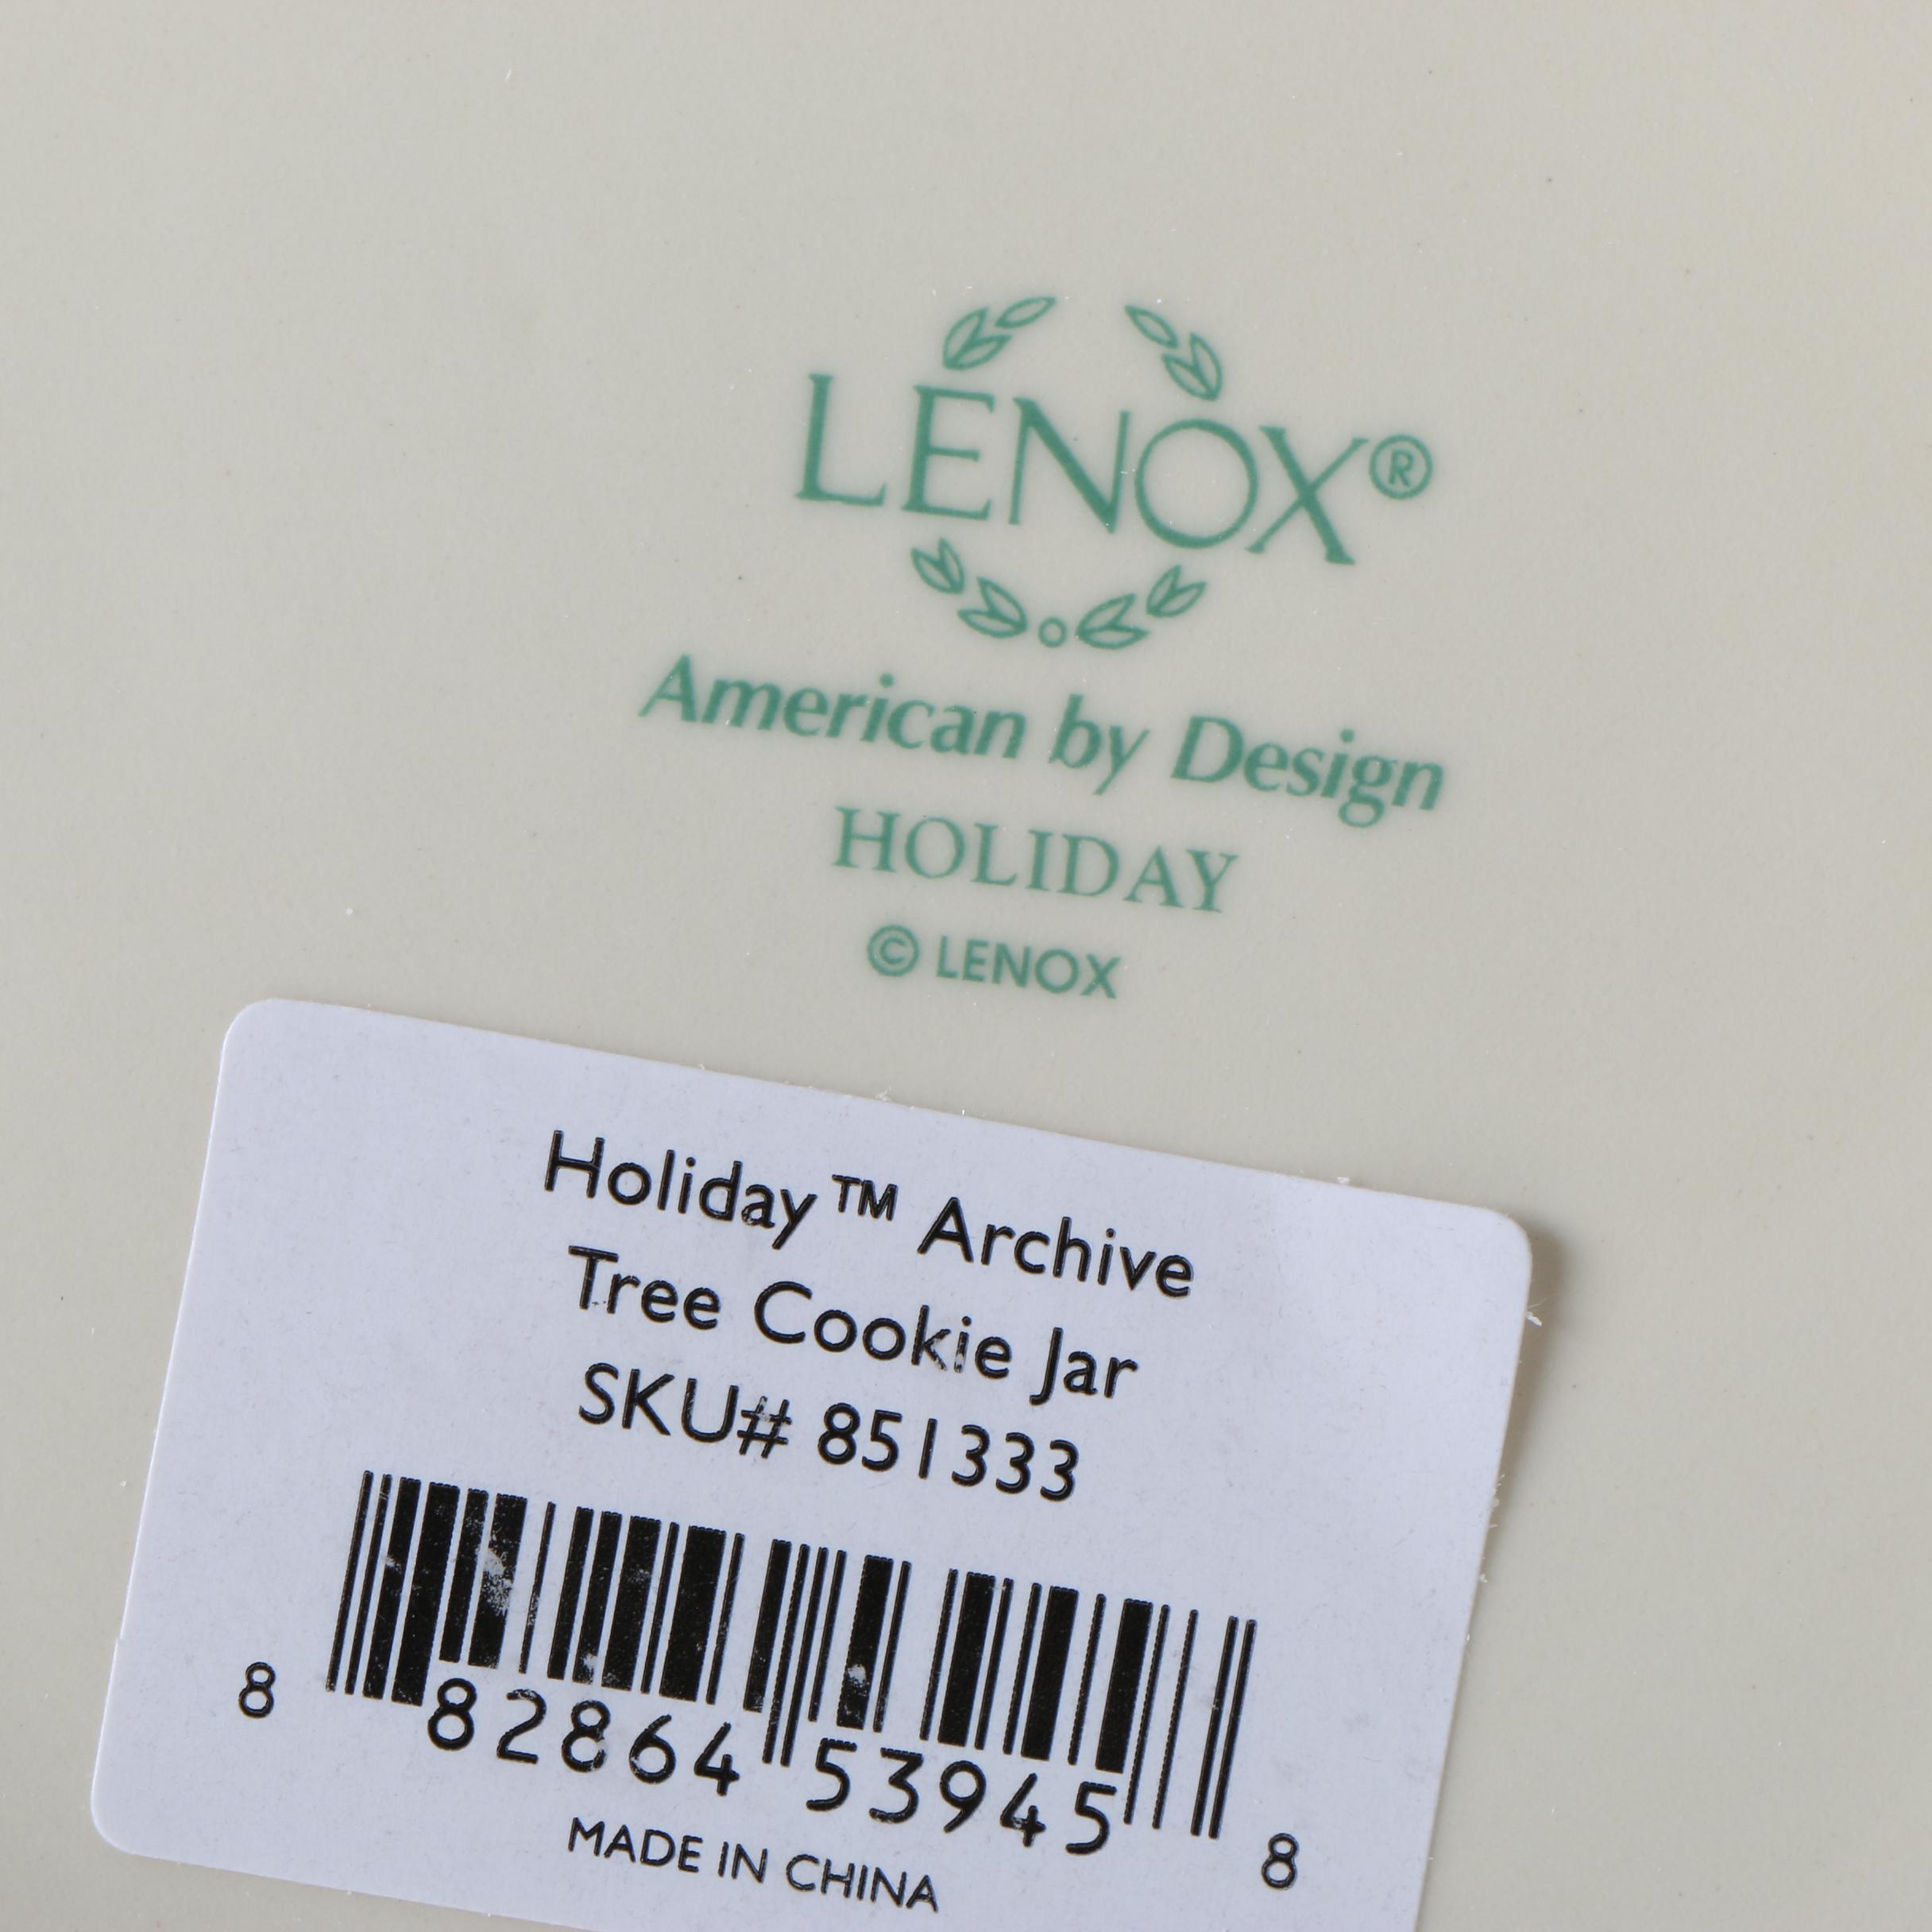 LENOX®
American by Design
HOLIDAY
© LENOX
Holiday™ Archive
Tree Cookie Jar
SKU# 851333
8 82864 53945 8
MADE IN CHINA